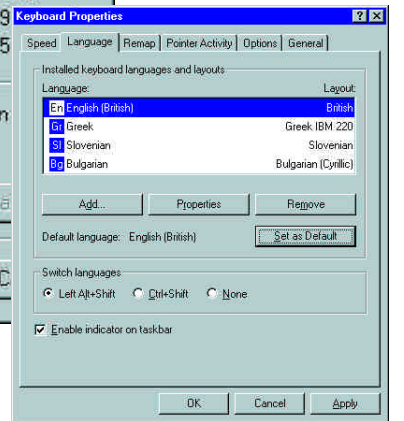 9
5
n
a
C
Keyboard Properties
Speed Language Remap Pointer Activity Options General
Installed keyboard languages and layouts
Language: Layout:
En English (British) British
Gr Greek Greek IBM 220
Sl Slovenian Slovenian
Bg Bulgarian Bulgarian (Cyrillic)
Add... Properties Remove
Default language: English (British) Set as Default
Switch languages
Left Alt+Shift Ctrl+Shift None
Enable indicator on taskbar
OK Cancel Apply